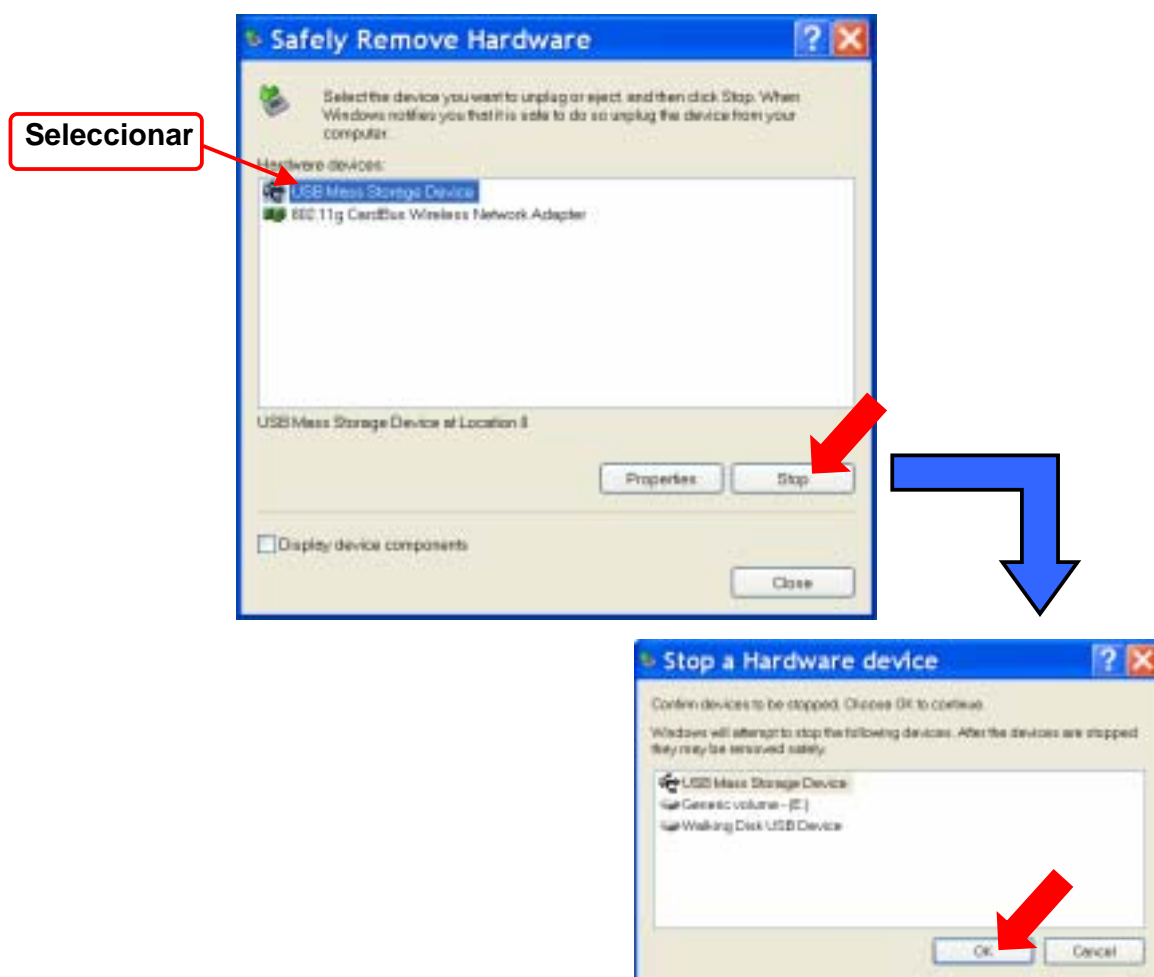 Safely Remove Hardware
Select the device you want to unplug or eject and then click Stop. When
Windows notifies you that it is safe to do so unplug the device from your
computer.
Seleccionar
Hardware devices:
USB Mass Storage Device
802.11g CardBus Wireless Network Adapter
USB Mass Storage Device at Location 0
Properties
Stop
Display device components
Close
Stop a Hardware device
Confirm devices to be stopped. Choose OK to continue.
Windows will attempt to stop the following devices. After the devices are stopped
they may be removed safely.
USB Mass Storage Device
Generic volume - (E:)
Walking Disk USB Device
OK
Cancel